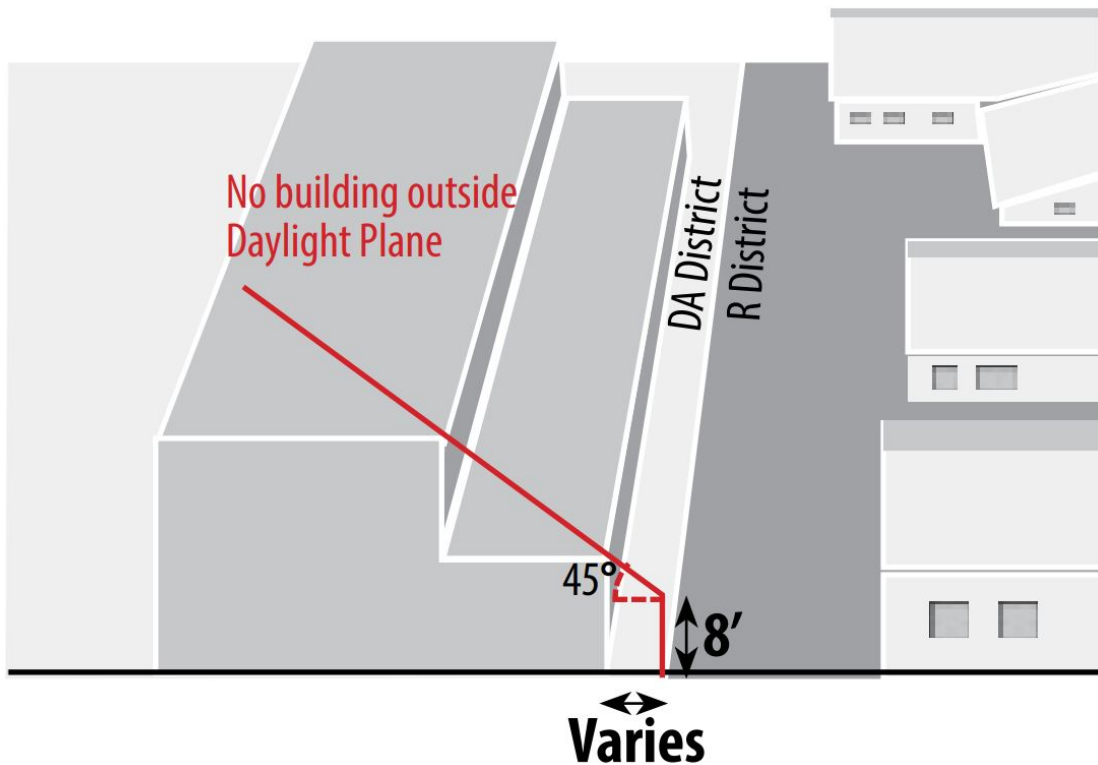 No building outside
Daylight Plane
DA District
R District
45°
8′
Varies